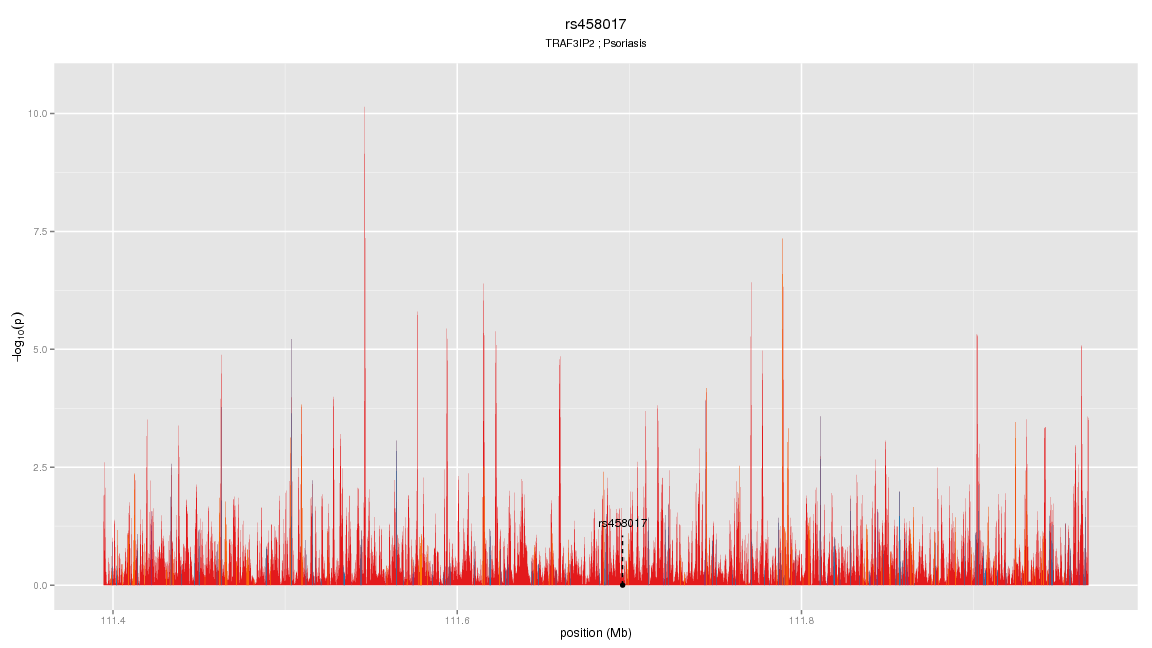 rs458017
TRAF3IP2 ; Psoriasis
10.0
7.5
5.0
2.5
0.0
−log10(p)
rs458017
111.4
111.6
111.8
position (Mb)